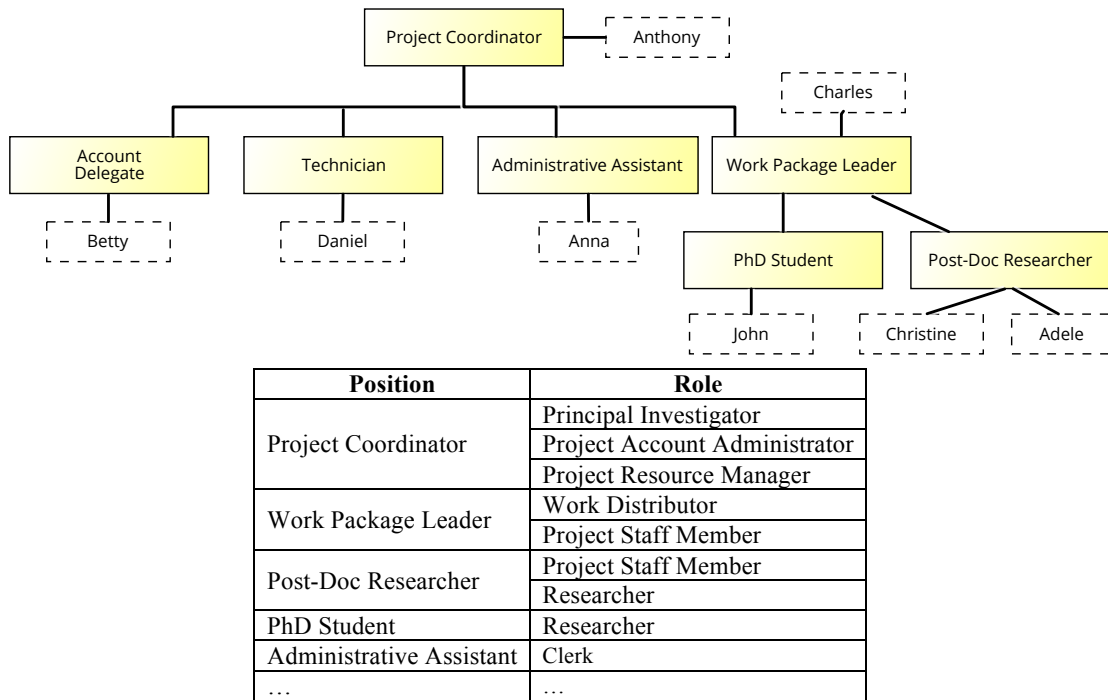 Project Coordinator
Anthony
Charles
Account
Delegate
Technician
Administrative Assistant
Work Package Leader
Betty
Daniel
Anna
PhD Student
Post-Doc Researcher
John
Christine
Adele
Position Role
Project Coordinator
Principal Investigator
Project Account Administrator
Project Resource Manager
Work Package Leader
Work Distributor
Project Staff Member
Post-Doc Researcher
Project Staff Member
Researcher
PhD Student Researcher
Administrative Assistant Clerk
... ...